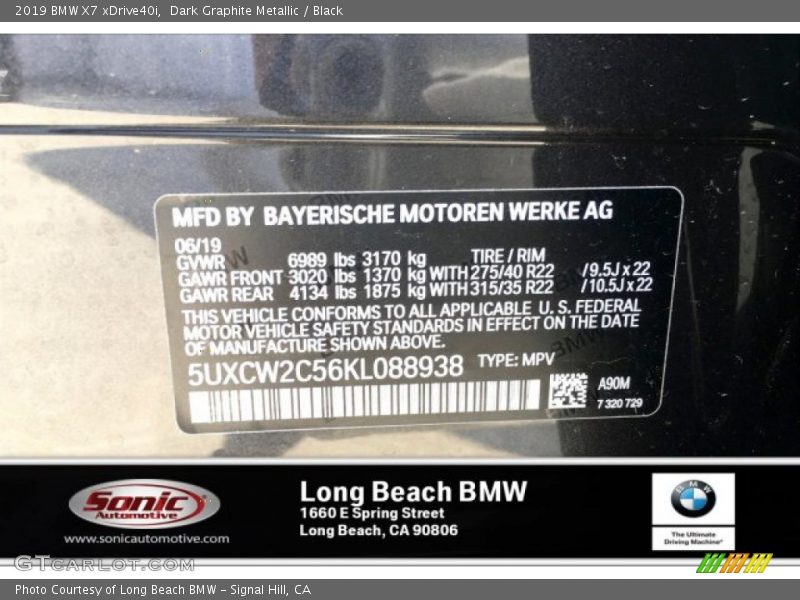 2019 BMW X7 xDrive40i, Dark Graphite Metallic / Black
MFD BY BAYERISCHE MOTOREN WERKE AG
06/19
GVWR 6989 lbs 3170 kg TIRE / RIM
GAWR FRONT 3020 lbs 1370 kg WITH 275/40 R22 /9.5J x 22
GAWR REAR 4134 lbs 1875 kg WITH 315/35 R22 /10.5J x 22
THIS VEHICLE CONFORMS TO ALL APPLICABLE U. S. FEDERAL
MOTOR VEHICLE SAFETY STANDARDS IN EFFECT ON THE DATE
OF MANUFACTURE SHOWN ABOVE.
5UXCW2C56KL088938 TYPE: MPV
A90M
7 320 729
Sonic
Automotive
www.sonicautomotive.com
Long Beach BMW
1660 E Spring Street
Long Beach, CA 90806
BMW
The Ultimate
Driving Machine®
GTcarlot.com
Photo Courtesy of Long Beach BMW - Signal Hill, CA